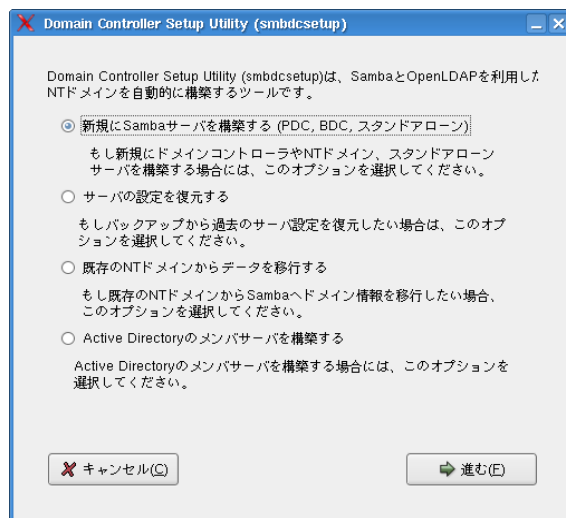 Domain Controller Setup Utility (smbdcsetup)
Domain Controller Setup Utility (smbdcsetup)は、SambaとOpenLDAPを利用した
NTドメインを自動的に構築するツールです。
新規にSambaサーバを構築する (PDC, BDC, スタンドアローン)
もし新規にドメインコントローラやNTドメイン、スタンドアローン
サーバを構築する場合には、このオプションを選択してください。
サーバの設定を復元する
もしバックアップから過去のサーバ設定を復元したい場合は、このオプ
ションを選択してください。
既存のNTドメインからデータを移行する
もし既存のNTドメインからSambaへドメイン情報を移行したい場合、
このオプションを選択してください。
Active Directoryのメンバサーバを構築する
Active Directoryのメンバサーバを構築する場合には、このオプションを
選択してください。
キャンセル(C) 進む(F)